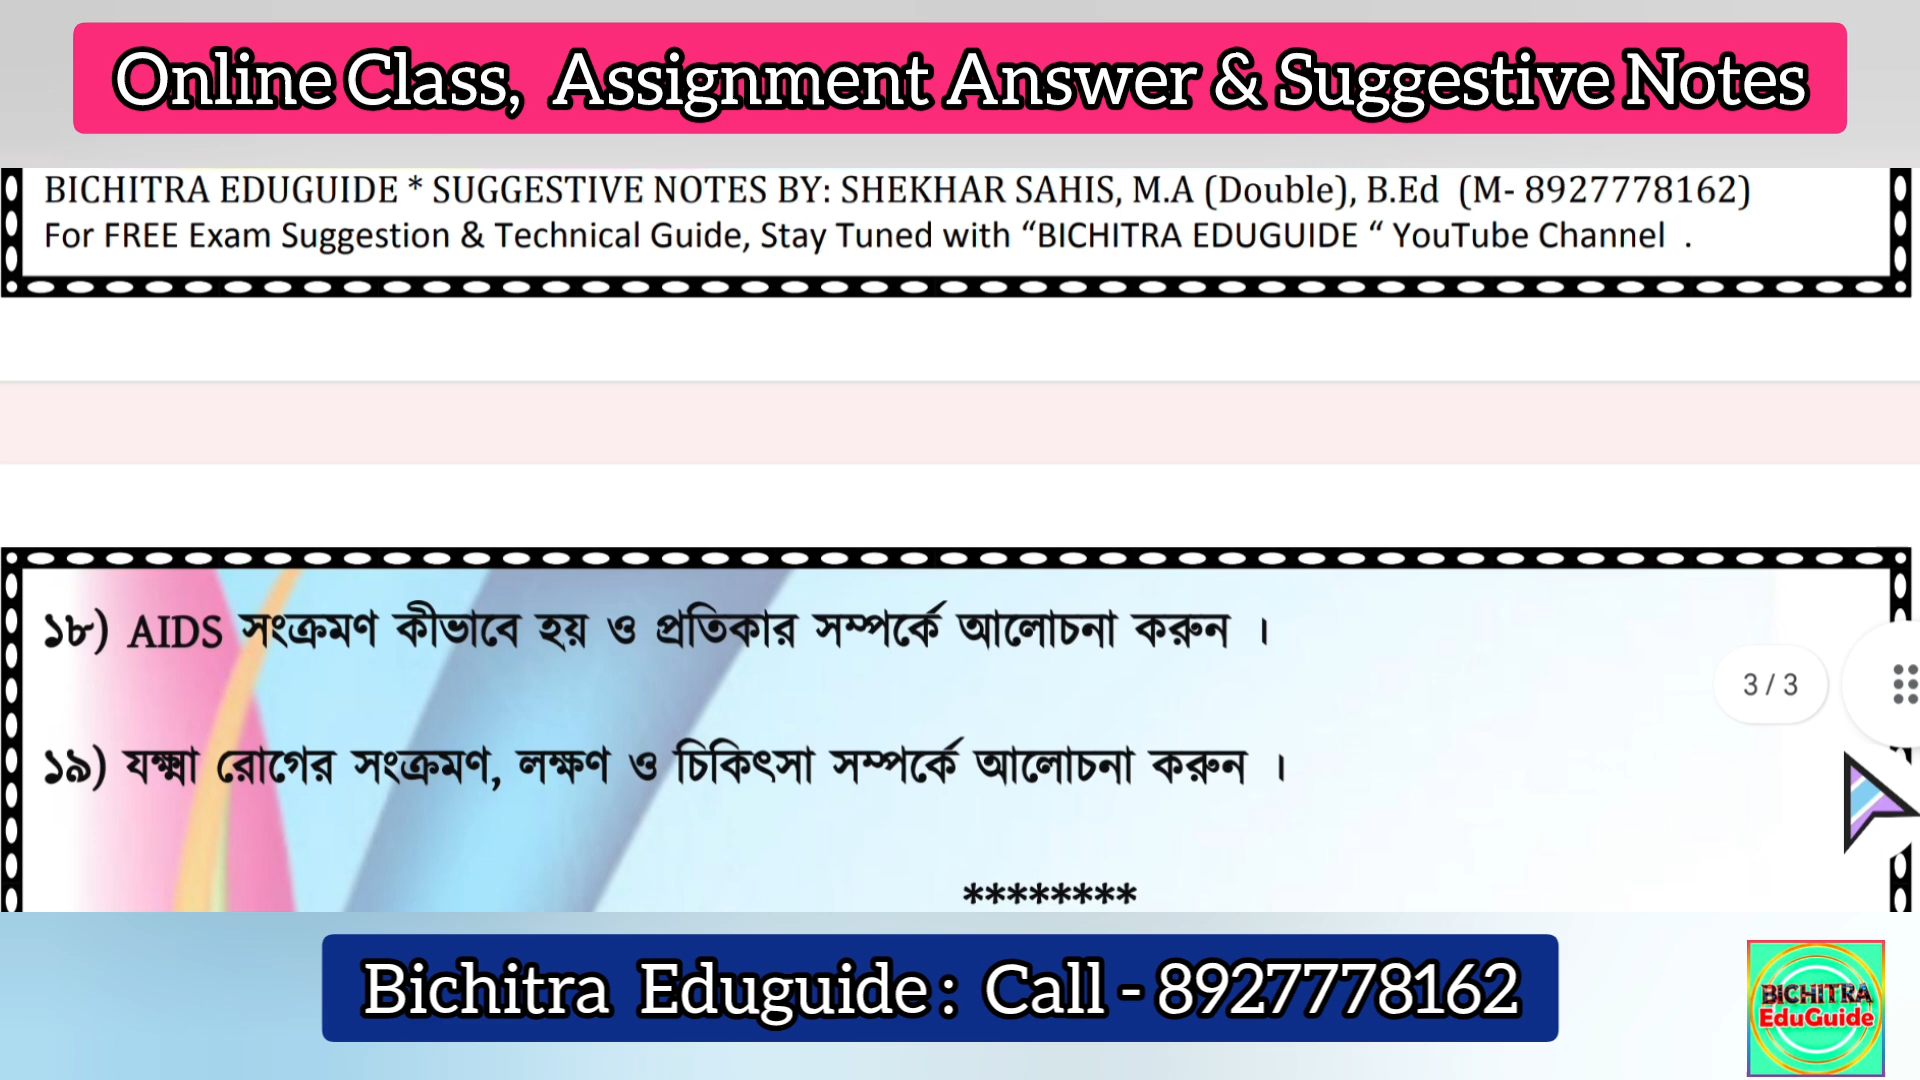 Online Class, Assignment Answer & Suggestive Notes
BICHITRA EDUGUIDE * SUGGESTIVE NOTES BY: SHEKHAR SAHIS, M.A (Double), B.Ed (M- 8927778162)
For FREE Exam Suggestion & Technical Guide, Stay Tuned with “BICHITRA EDUGUIDE “ YouTube Channel .
১৮) AIDS সংক্রমণ কীভাবে হয় ও প্রতিকার সম্পর্কে আলোচনা করুন ।
3 / 3
১৯) যক্ষ্মা রোগের সংক্রমণ, লক্ষণ ও চিকিৎসা সম্পর্কে আলোচনা করুন ।
********
Bichitra Eduguide : Call - 8927778162
BICHITRA
EduGuide